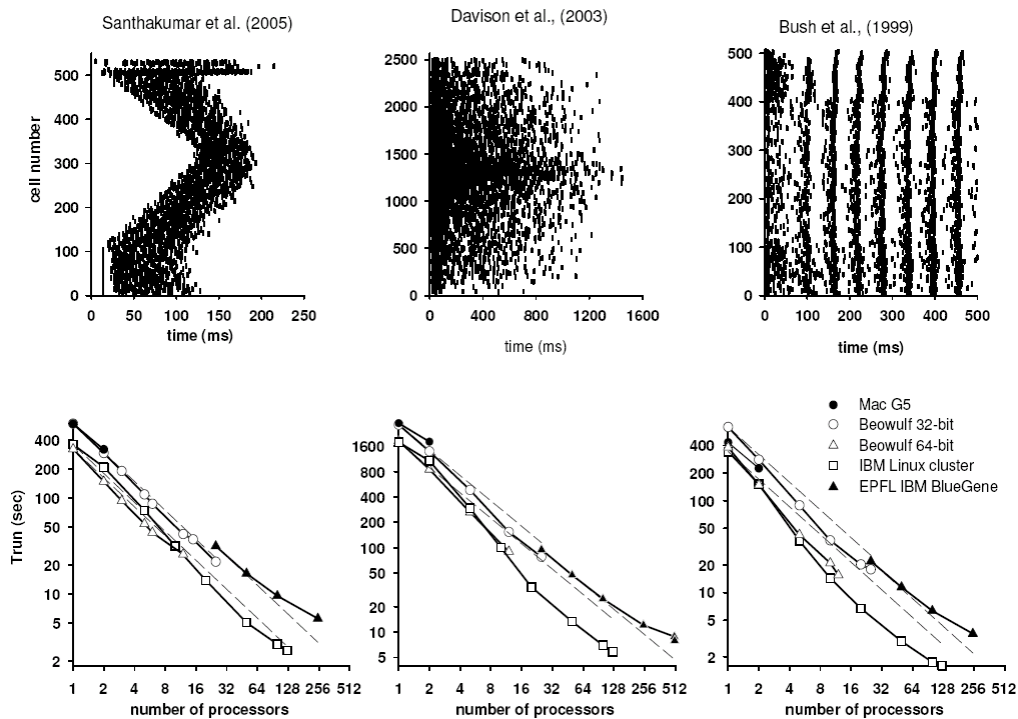 Santhakumar et al. (2005)
Davison et al., (2003)
Bush et al., (1999)
cell number
500
400
300
200
100
0
0 50 100 150 200 250
time (ms)
2500
2000
1500
1000
500
0
0 400 800 1200 1600
time (ms)
500
400
300
200
100
0
0 100 200 300 400 500
time (ms)
Mac G5
Beowulf 32-bit
Beowulf 64-bit
IBM Linux cluster
EPFL IBM BlueGene
Trun (sec)
400
200
100
50
20
10
5
2
1 2 4 8 16 32 64 128 256 512
number of processors
1600
800
400
200
100
50
20
10
5
1 2 4 8 16 32 64 128 256 512
number of processors
400
200
100
50
20
10
5
2
1 2 4 8 16 32 64 128 256 512
number of processors